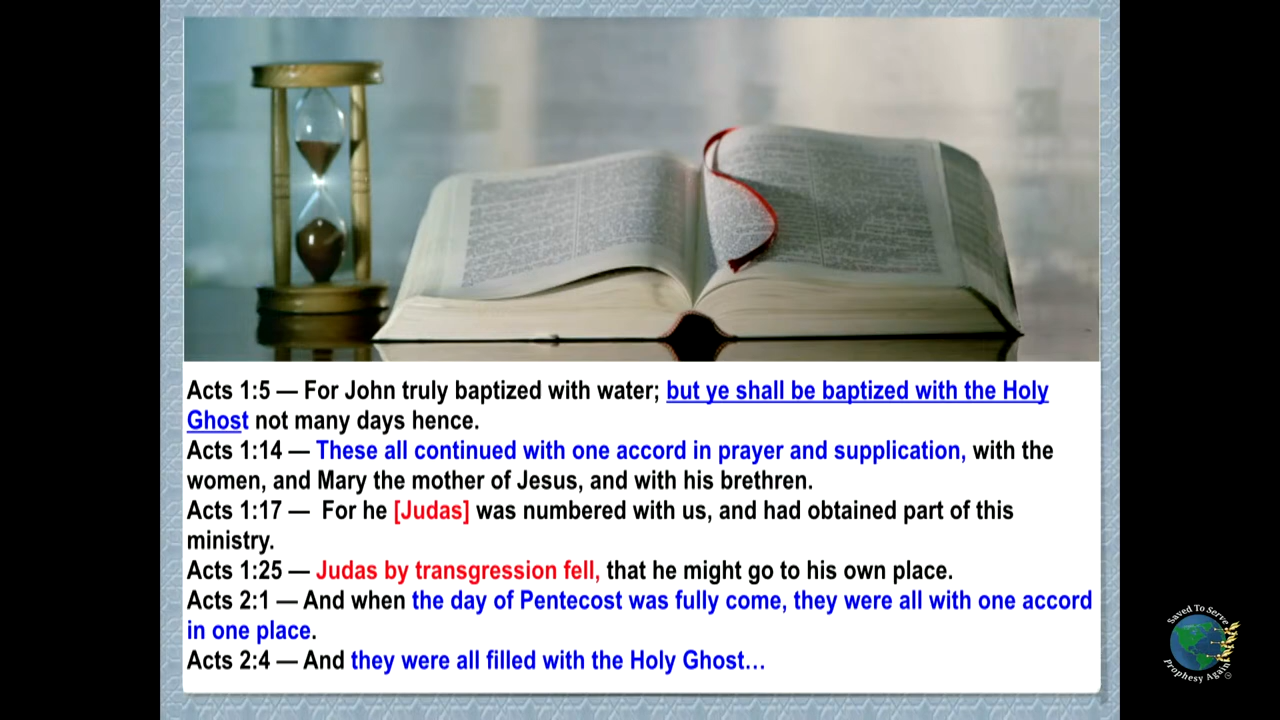 Acts 1:5 — For John truly baptized with water; but ye shall be baptized with the Holy
Ghost not many days hence.
Acts 1:14 — These all continued with one accord in prayer and supplication, with the
women, and Mary the mother of Jesus, and with his brethren.
Acts 1:17 —  For he [Judas] was numbered with us, and had obtained part of this
ministry.
Acts 1:25 — Judas by transgression fell, that he might go to his own place.
Acts 2:1 — And when the day of Pentecost was fully come, they were all with one accord
in one place.
Acts 2:4 — And they were all filled with the Holy Ghost…
Saved To Serve
Prophesy Again